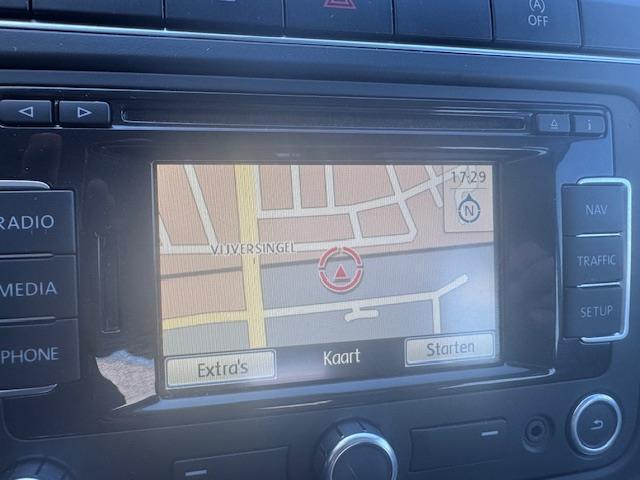 (A)
OFF
RADIO
MEDIA
PHONE
17:29
N
VIJVERSINGEL
Extra's
Kaart
Starten
i
NAV
TRAFFIC
SETUP